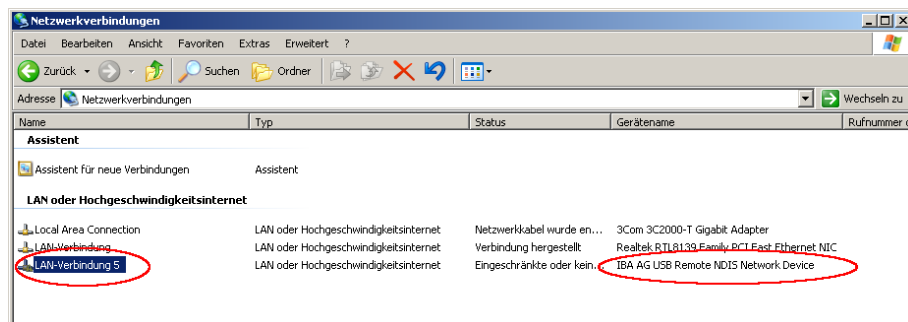 Netzwerkverbindungen
Datei Bearbeiten Ansicht Favoriten Extras Erweitert ?
Zurück Suchen Ordner
Adresse Netzwerkverbindungen Wechseln zu
Name Typ Status Gerätename Rufnummer
Assistent
Assistent für neue Verbindungen Assistent
LAN oder Hochgeschwindigkeitsinternet
Local Area Connection LAN oder Hochgeschwindigkeitsinternet Netzwerkkabel wurde en... 3Com 3C2000-T Gigabit Adapter
LAN-Verbindung LAN oder Hochgeschwindigkeitsinternet Verbindung hergestellt Realtek RTL8139 Family PCI Fast Ethernet NIC
LAN-Verbindung 5 LAN oder Hochgeschwindigkeitsinternet Eingeschränkte oder kein... IBA AG USB Remote NDIS Network Device